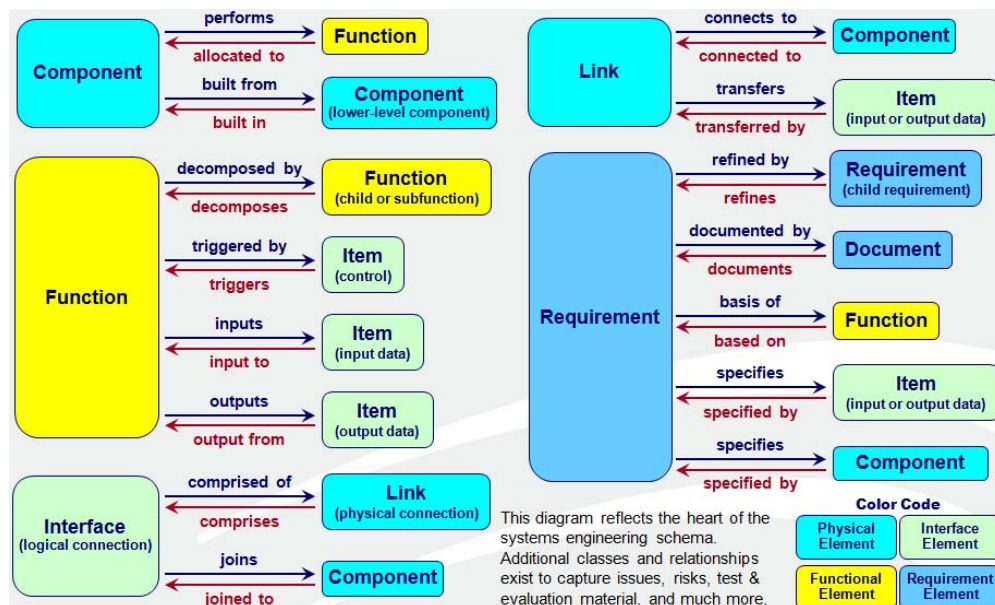 Component
performs
allocated to
Function
built from
built in
Component
(lower-level component)
Function
decomposed by
decomposes
Function
(child or subfunction)
triggered by
triggers
Item
(control)
inputs
input to
Item
(input data)
outputs
output from
Item
(output data)
Interface
(logical connection)
comprised of
comprises
Link
(physical connection)
joins
joined to
Component
Link
connects to
connected to
Component
transfers
transferred by
Item
(input or output data)
Requirement
refined by
refines
Requirement
(child requirement)
documented by
documents
Document
basis of
based on
Function
specifies
specified by
Item
(input or output data)
specifies
specified by
Component
This diagram reflects the heart of the
systems engineering schema.
Additional classes and relationships
exist to capture issues, risks, test &
evaluation material, and much more.
Color Code
Physical
Element
Interface
Element
Functional
Element
Requirement
Element